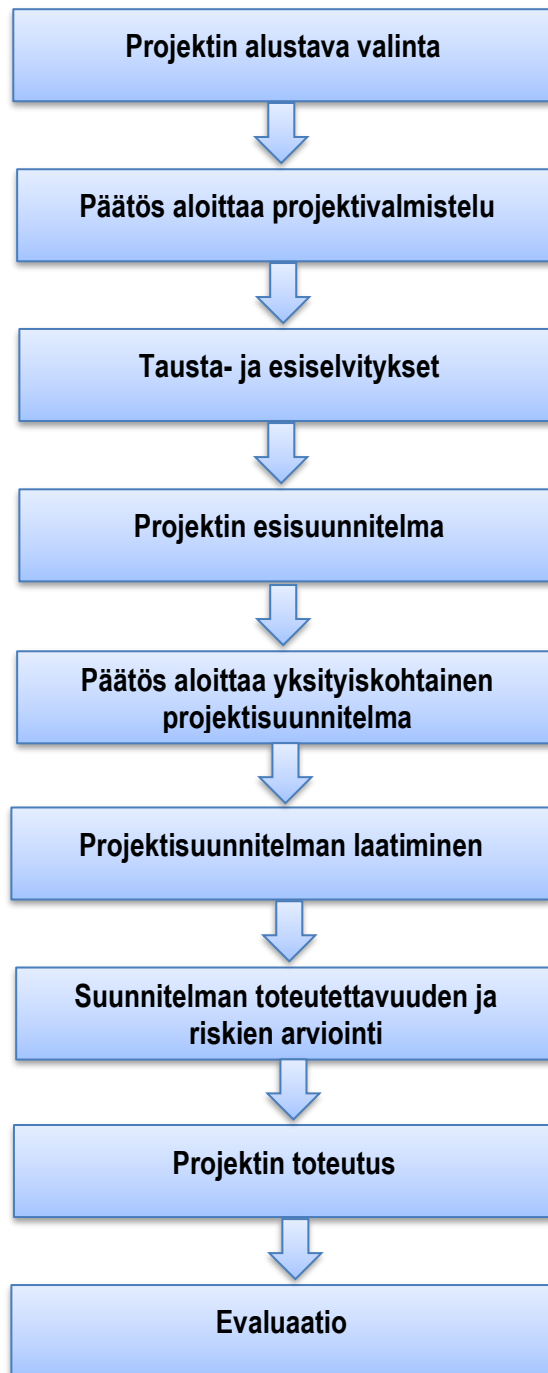 Projektin alustava valinta
Päätös aloittaa projektivalmistelu
Tausta- ja esiselvitykset
Projektin esisuunnitelma
Päätös aloittaa yksityiskohtainen
projektisuunnitelma
Projektisuunnitelman laatiminen
Suunnitelman toteutettavuuden ja
riskien arviointi
Projektin toteutus
Evaluaatio